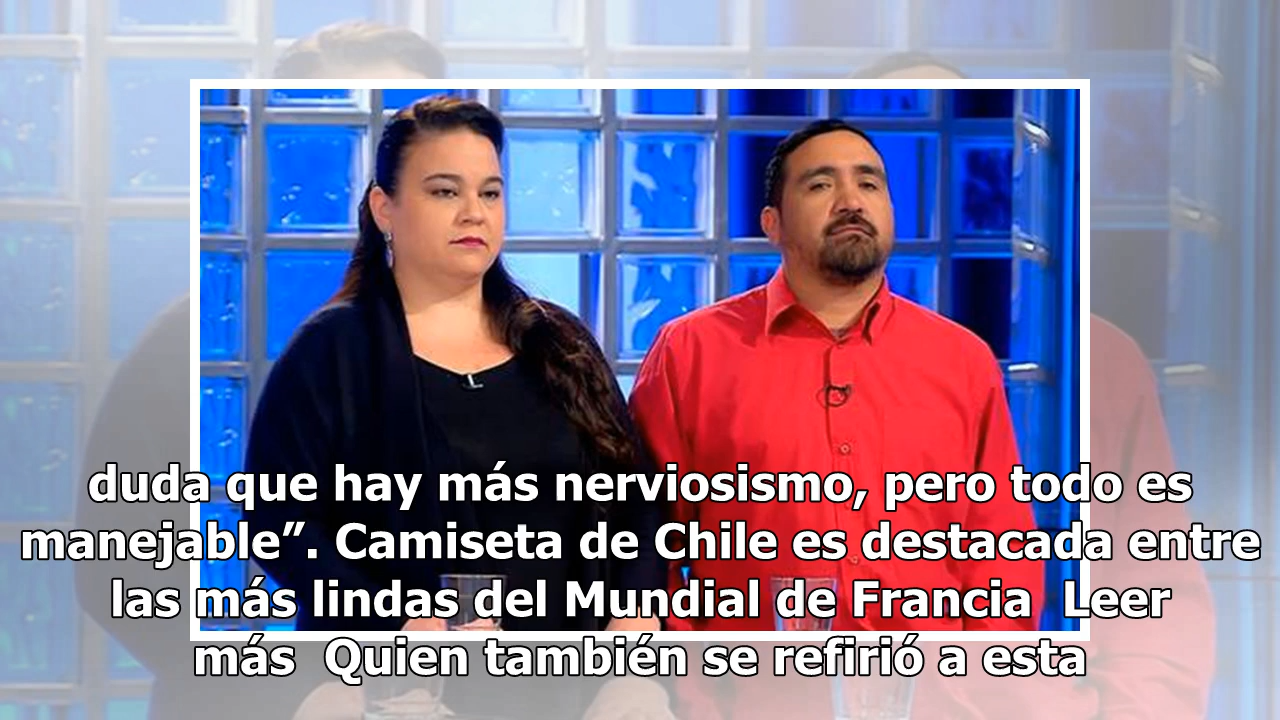 duda que hay más nerviosismo, pero todo es
manejable”. Camiseta de Chile es destacada entre
las más lindas del Mundial de Francia  Leer
más  Quien también se refirió a esta